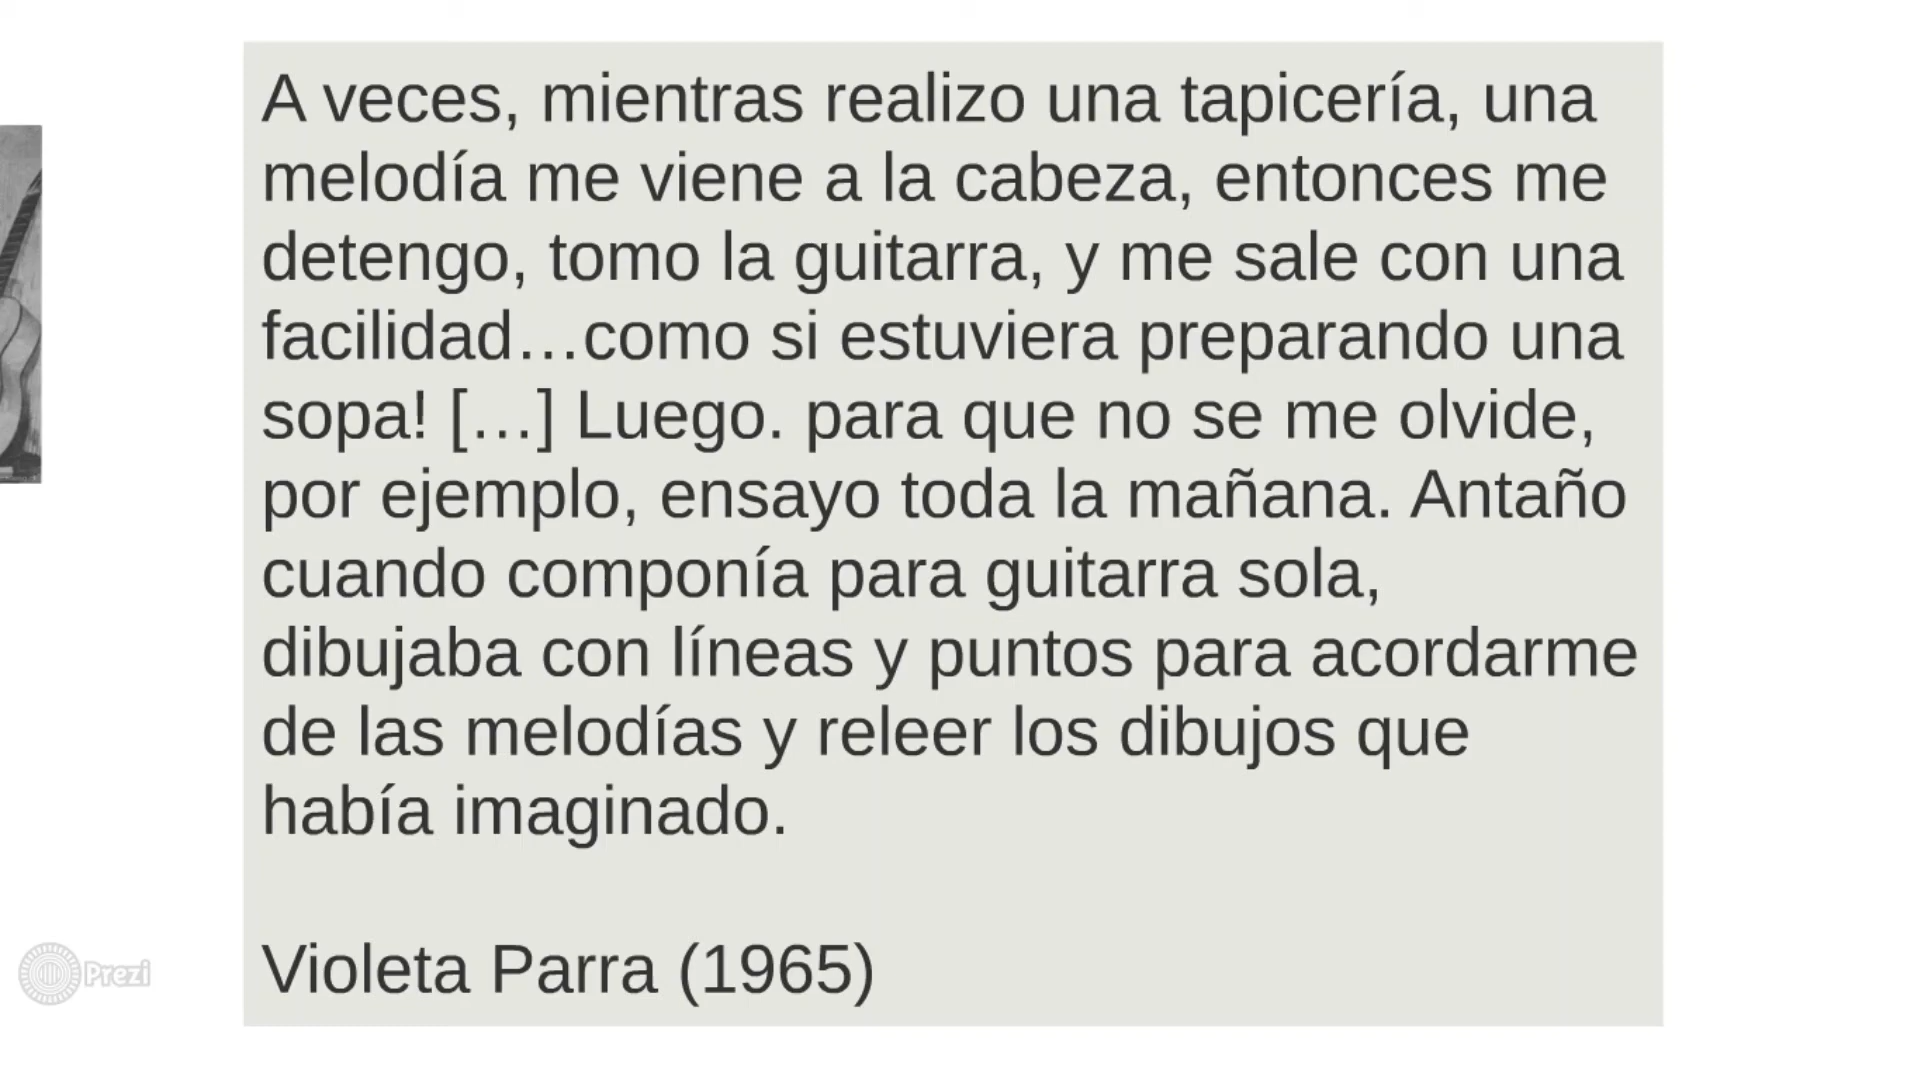 A veces, mientras realizo una tapicería, una
melodía me viene a la cabeza, entonces me
detengo, tomo la guitarra, y me sale con una
facilidad…como si estuviera preparando una
sopa! […] Luego. para que no se me olvide,
por ejemplo, ensayo toda la mañana. Antaño
cuando componía para guitarra sola,
dibujaba con líneas y puntos para acordarme
de las melodías y releer los dibujos que
había imaginado.
Violeta Parra (1965)
Prezi